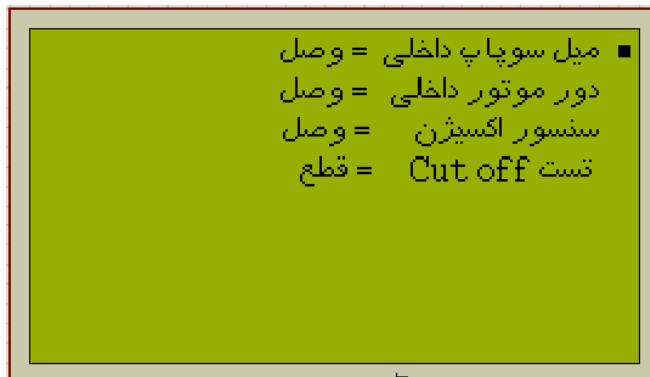 ■ میل سوپاپ داخلی = وصل
دور موتور داخلی = وصل
سنسور اکسیژن = وصل
تست Cut off = قطع